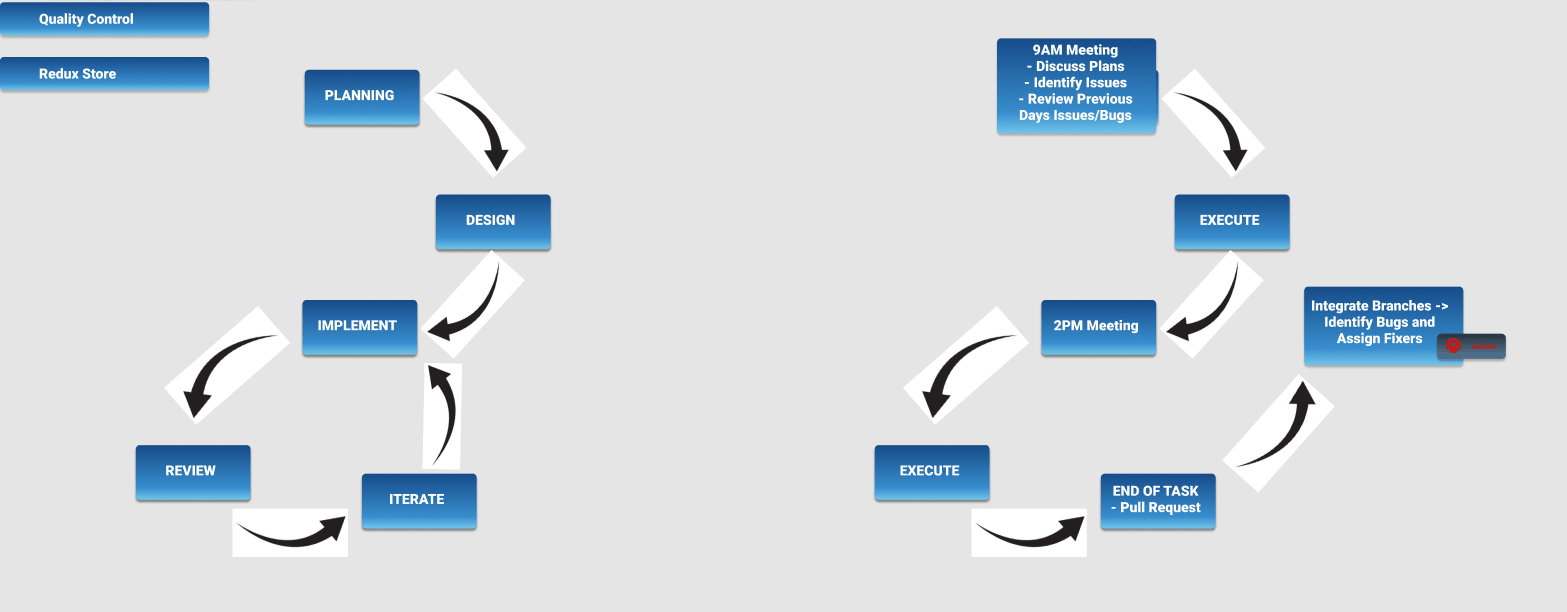 Quality Control
Redux Store
PLANNING
DESIGN
IMPLEMENT
REVIEW
ITERATE
9AM Meeting
- Discuss Plans
- Identify Issues
- Review Previous
Days Issues/Bugs
EXECUTE
2PM Meeting
EXECUTE
END OF TASK
- Pull Request
Integrate Branches ->
Identify Bugs and
Assign Fixers